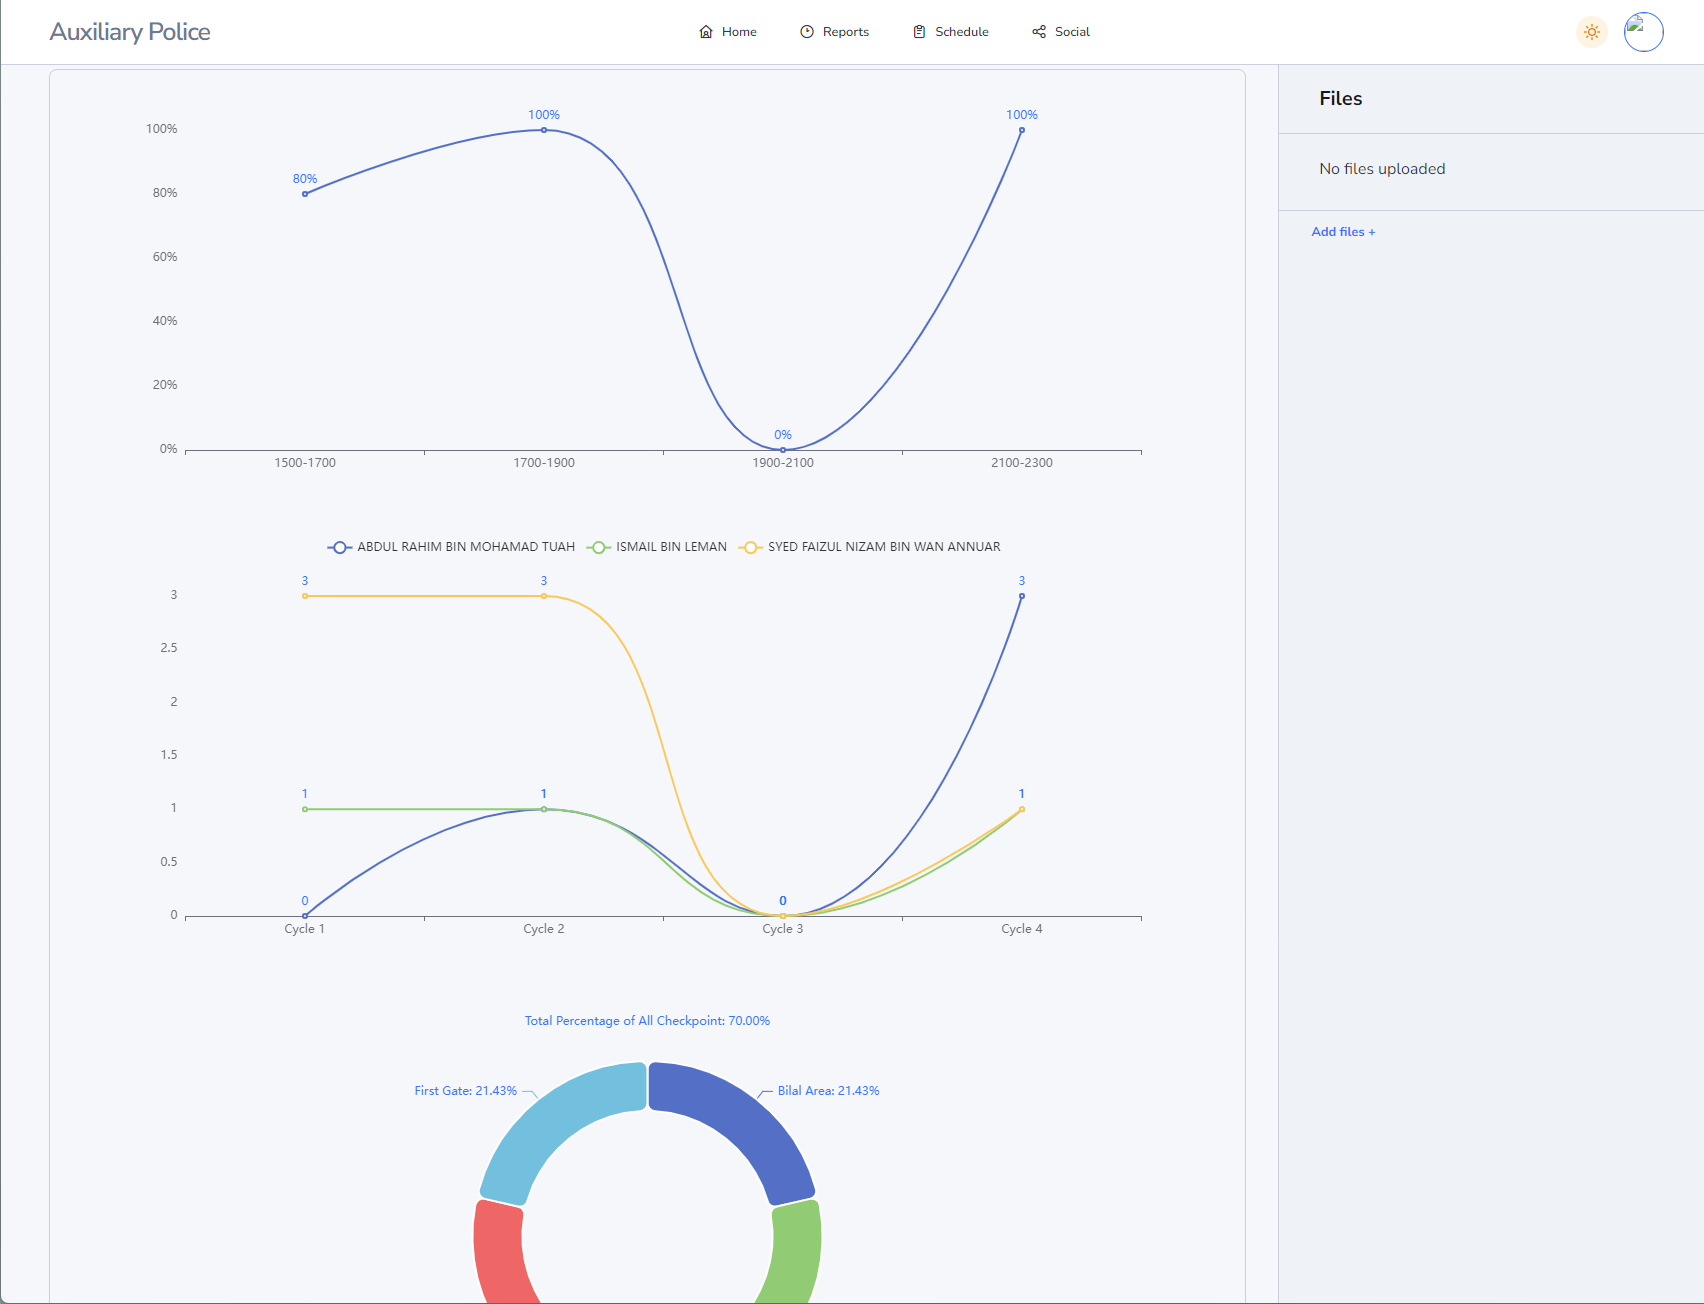 Auxiliary Police
Home
Reports
Schedule
Social
Files
No files uploaded
Add files +
100%
80%
60%
40%
20%
0%
80%
100%
0%
100%
1500-1700
1700-1900
1900-2100
2100-2300
ABDUL RAHIM BIN MOHAMAD TUAH
ISMAIL BIN LEMAN
SYED FAIZUL NIZAM BIN WAN ANNUAR
3
2.5
2
1.5
1
0.5
0
3
3
3
1
1
1
0
0
Cycle 1
Cycle 2
Cycle 3
Cycle 4
Total Percentage of All Checkpoint: 70.00%
First Gate: 21.43%
Bilal Area: 21.43%